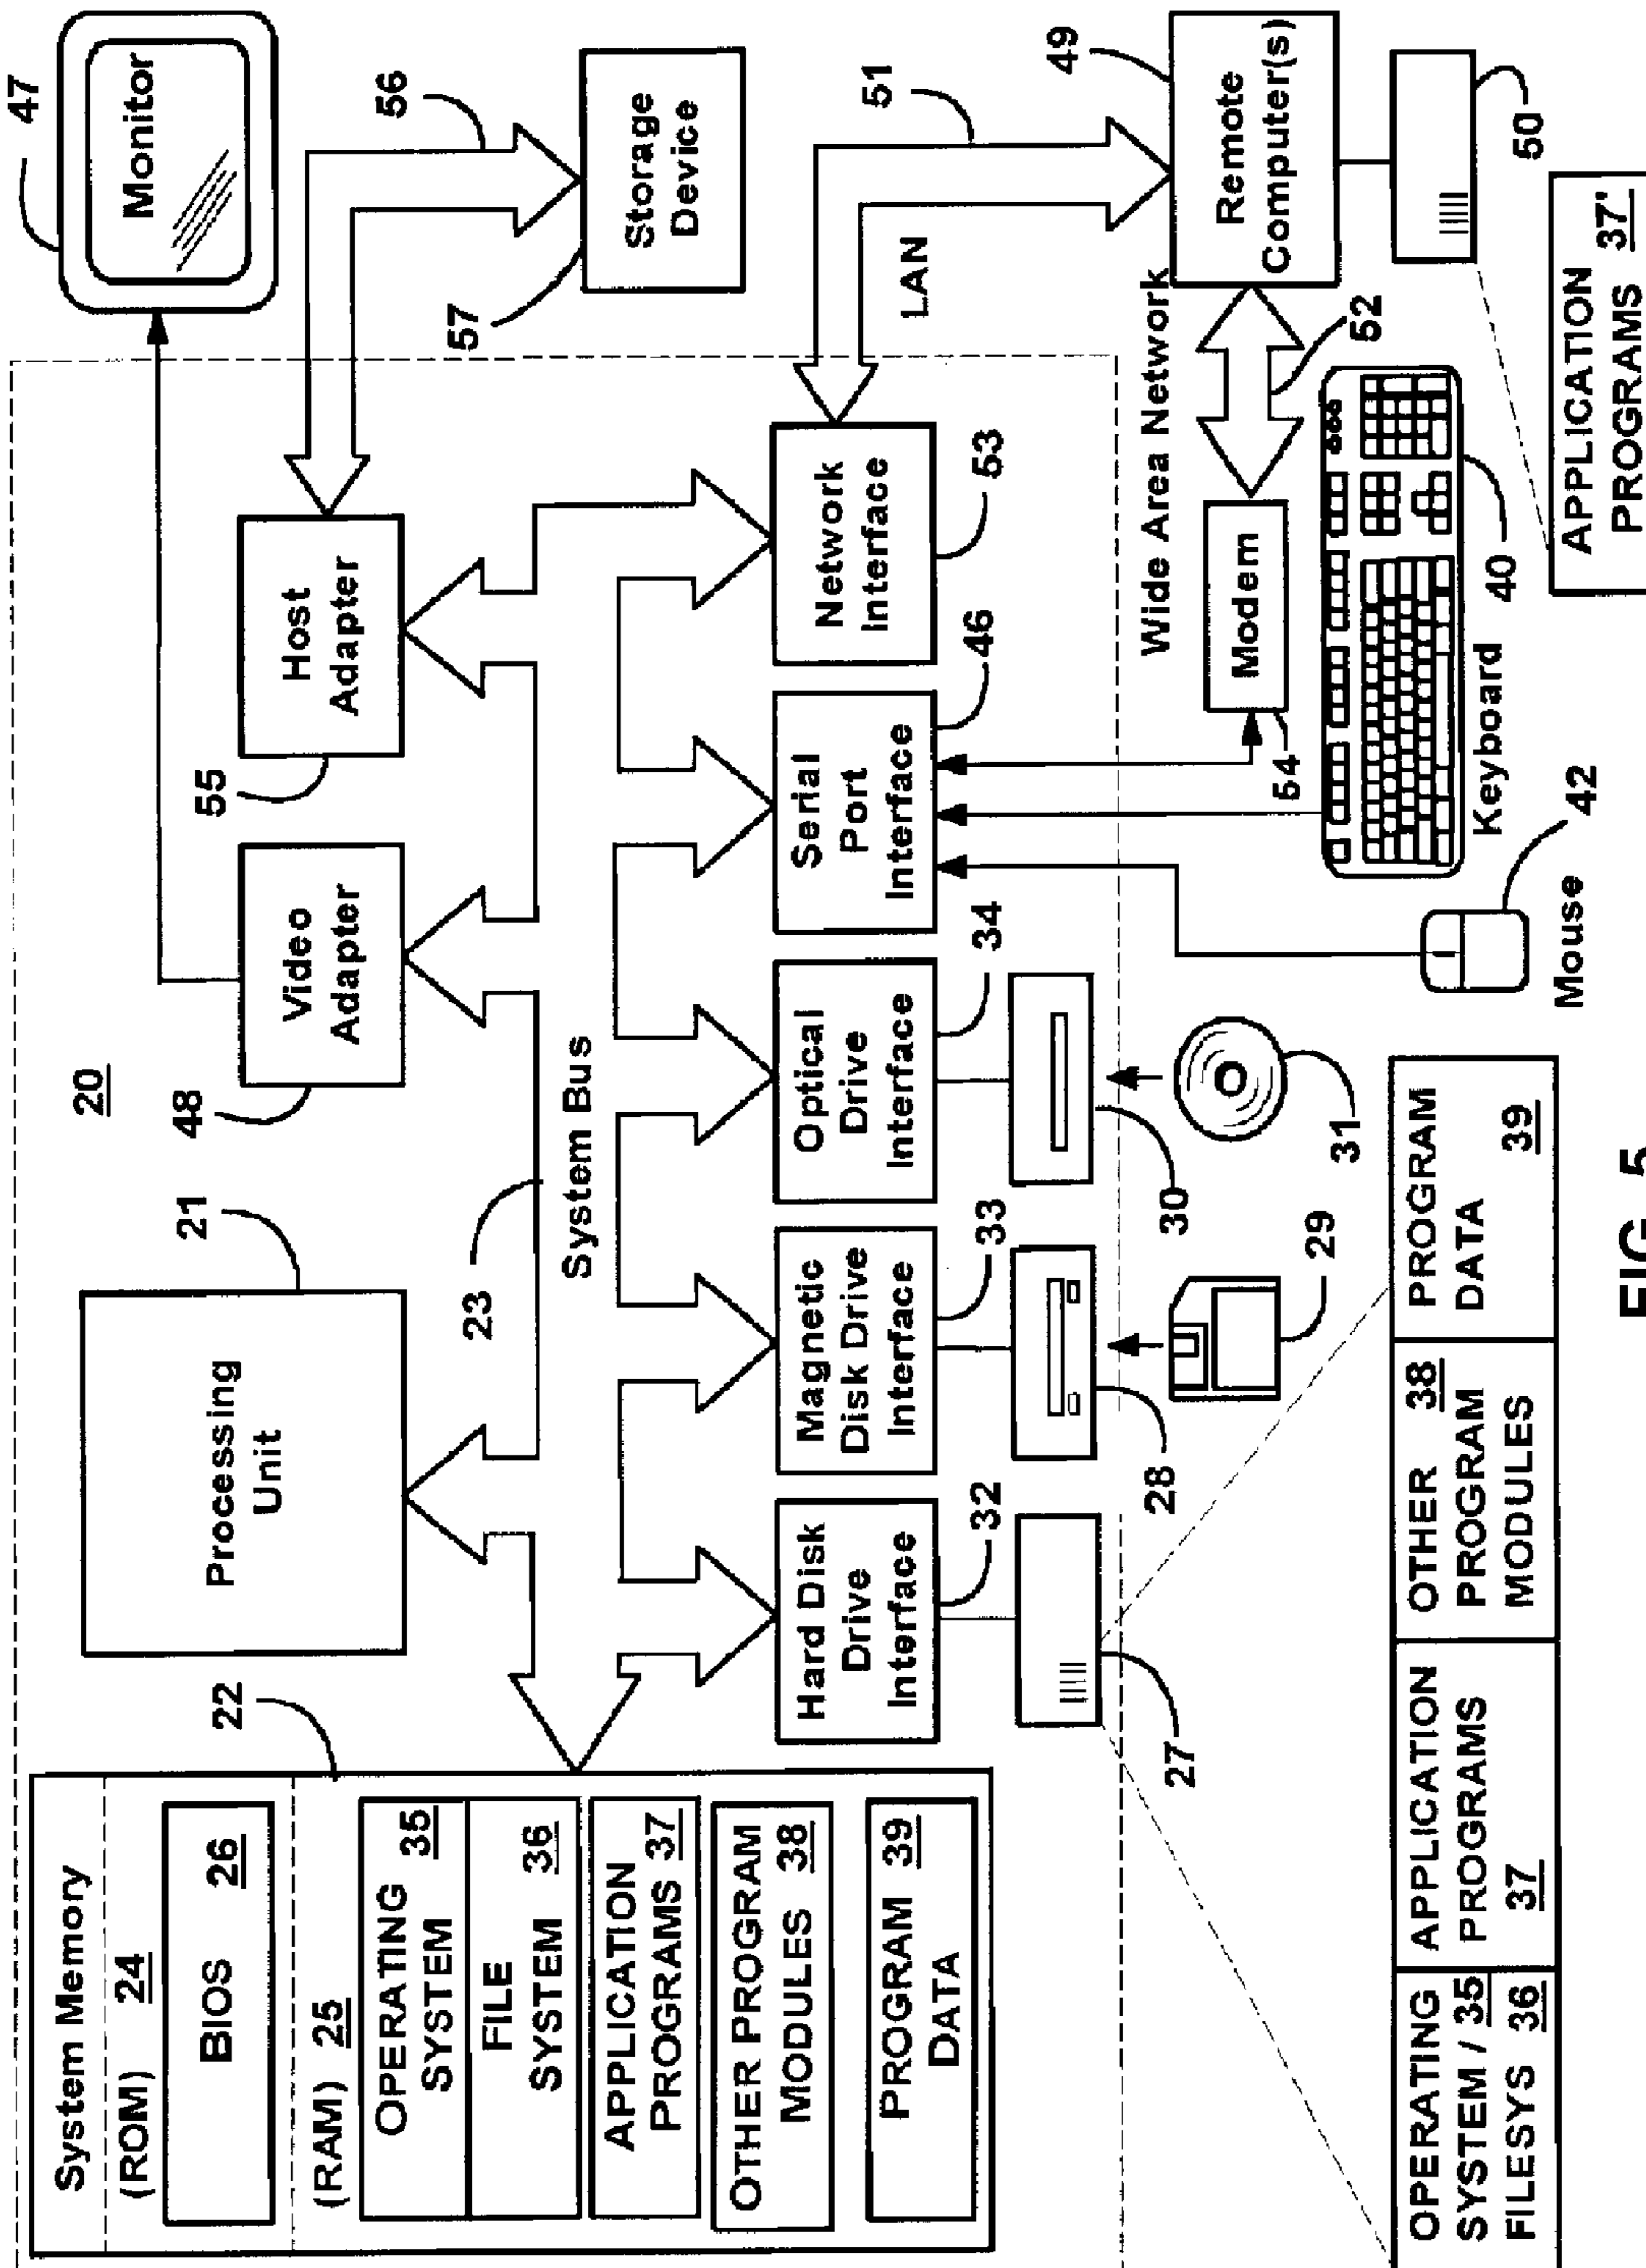 System Memory
(ROM) 24
BIOS 26
(RAM) 25
OPERATING
SYSTEM 35
FILE
SYSTEM 36
APPLICATION
PROGRAMS 37
OTHER PROGRAM
MODULES 38
PROGRAM 39
DATA
22
Processing
Unit
21
20
Video
Adapter
48
Host
Adapter
55
47
Monitor
56
Storage
Device
57
23
System Bus
Hard Disk
Drive
Interface
32
Magnetic
Disk Drive
Interface
33
Optical
Drive
Interface
34
Serial
Port
Interface
46
Network
Interface
53
LAN
51
27
28
29
30
31
Wide Area Network
Modem
54
52
49
Remote
Computer(s)
50
Keyboard
40
Mouse
42
OPERATING
SYSTEM / 35
FILESYS 36
APPLICATION
PROGRAMS
37
OTHER 38
PROGRAM
MODULES
PROGRAM
DATA
39
APPLICATION
PROGRAMS 37'
FIG. 5